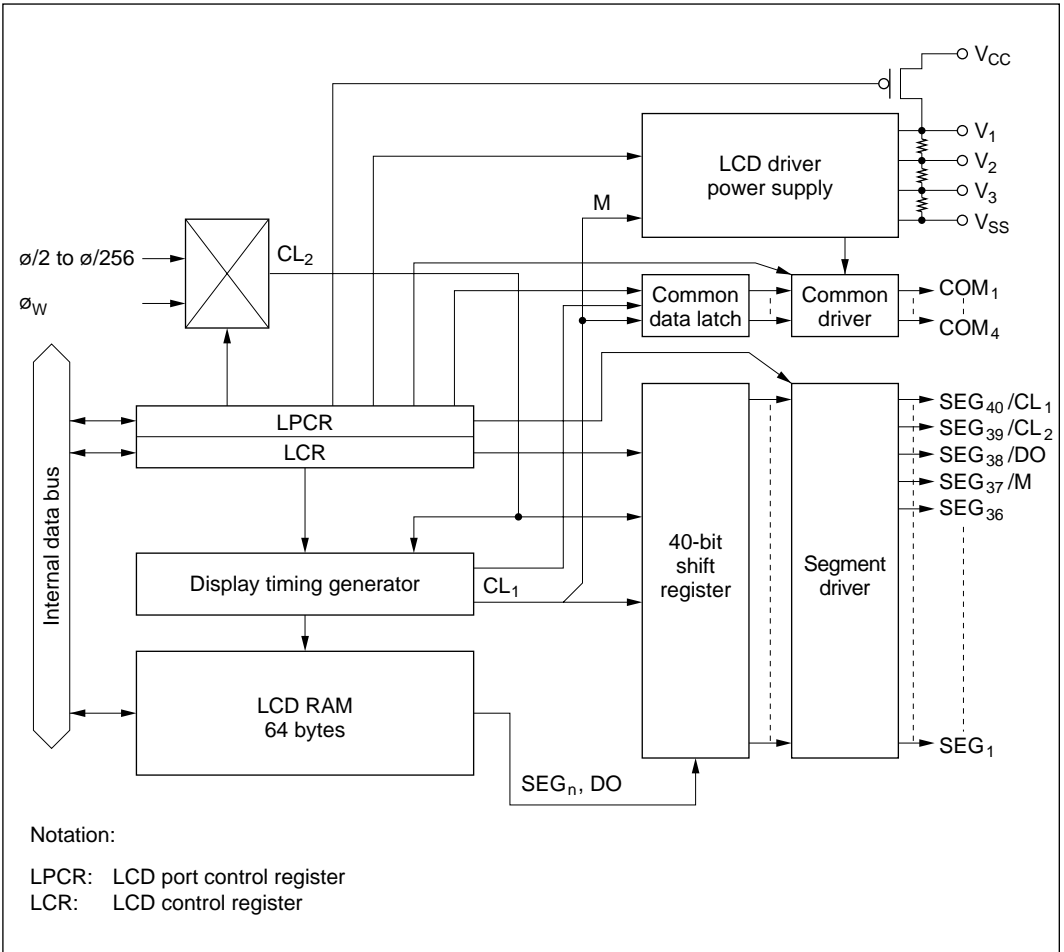 V_CC
V_1
LCD driver
power supply
V_2
V_3
M
V_SS
ø/2 to ø/256
CL_2
ø_W
Common
data latch
Common
driver
COM_1
COM_4
Internal data bus
LPCR
LCR
SEG_40/CL_1
SEG_39/CL_2
SEG_38/DO
SEG_37/M
SEG_36
40-bit
shift
register
Segment
driver
Display timing generator
CL_1
LCD RAM
64 bytes
SEG_1
SEG_n, DO
Notation:
LPCR: LCD port control register
LCR: LCD control register